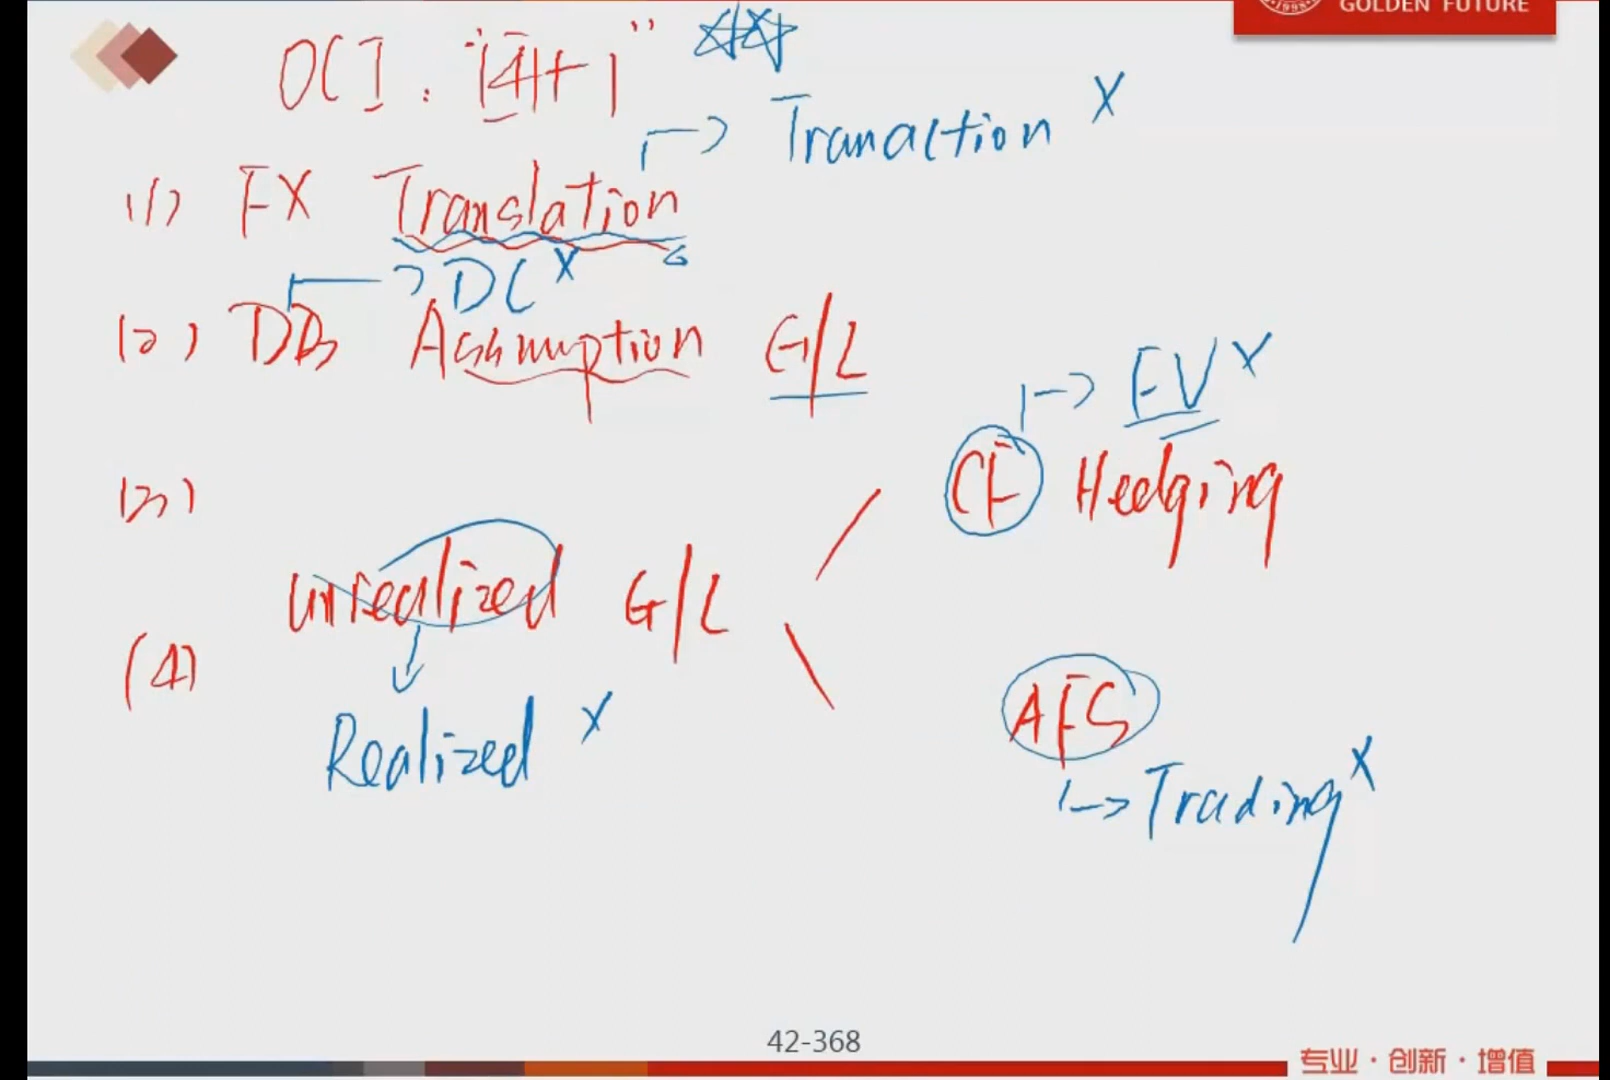 GOLDEN FUTURE
OCI : "4+1"
Tranaction X
(1) FX Translation
DC X
(2) DB Assumption G/L
FV X
(3)
CF Hedging
Unrealized G/L
(4)
AFS
Realized X
Trading X
42-368
专业·创新·增值